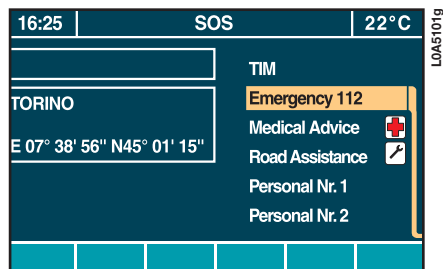 16:25 SOS 22°C
TIM
TORINO
E 07° 38' 56" N45° 01' 15"
Emergency 112
Medical Advice
Road Assistance
Personal Nr. 1
Personal Nr. 2
L0A5101g